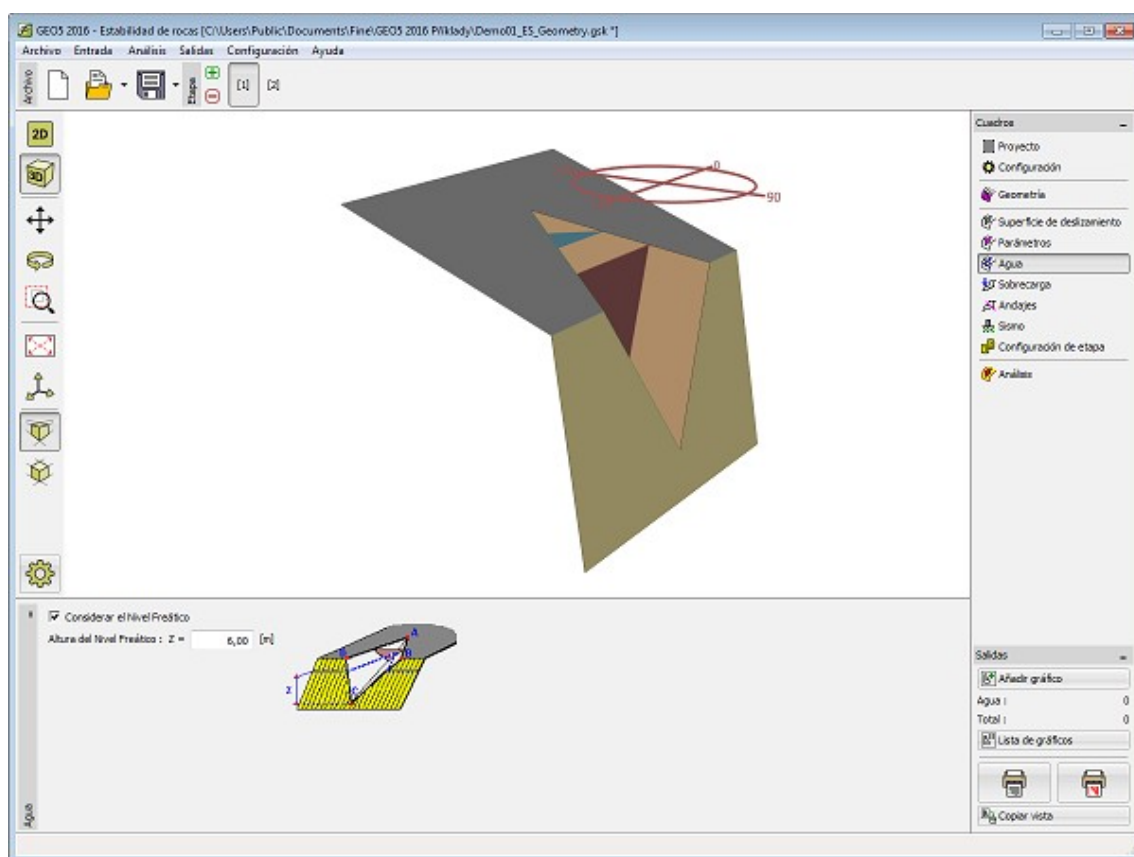 GEO5 2016 - Estabilidad de rocas [C:\Users\Public\Documents\Fine\GEO5 2016 Příklady\Demo01_ES_Geometry.gsk *]
Archivo Entrada Análisis Salidas Configuración Ayuda
Archivo
Etapa
[1] [2]
2D
3D
0
90
Cuadros
Proyecto
Configuración
Geometría
Superficie de deslizamiento
Parámetros
Agua
Sobrecarga
Andajes
Sismo
Configuración de etapa
Análisis
Considerar el Nivel Freático
Altura del Nivel Freático : Z = 6,00 [m]
A
B
C
Z
Agua
Salidas
Añadir gráfico
Agua : 0
Total : 0
Lista de gráficos
Copiar vista